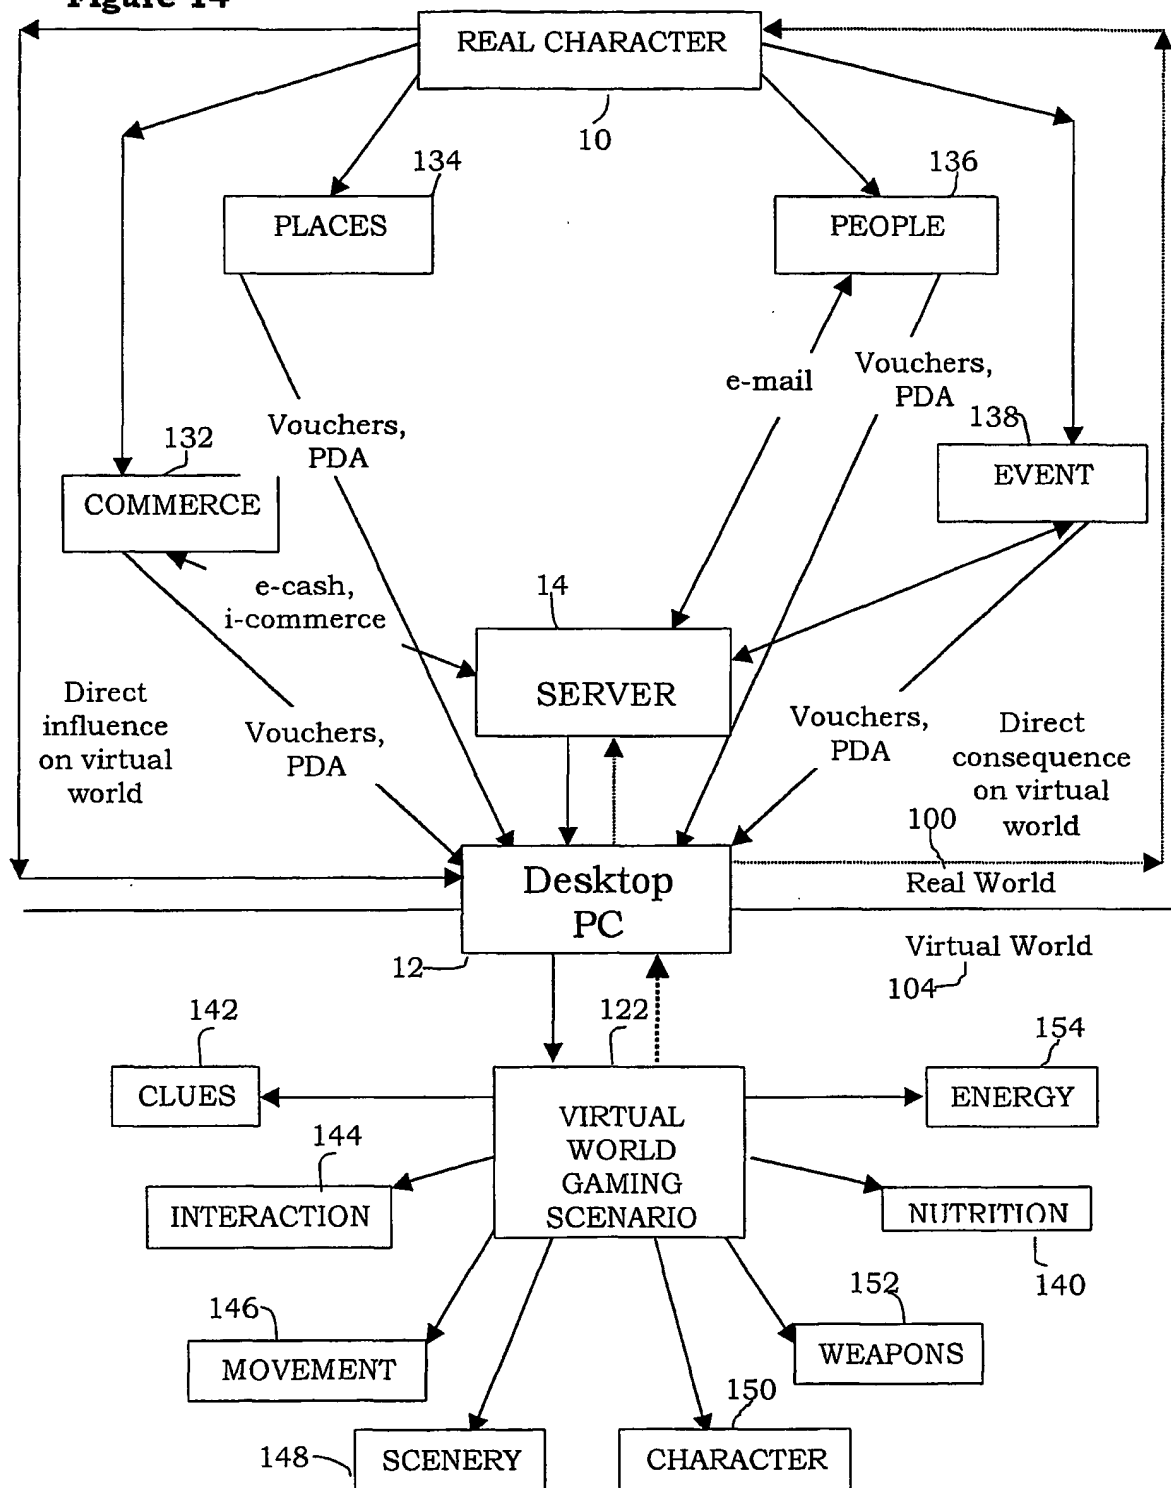 Figure 14
REAL CHARACTER
10
134
136
PLACES
PEOPLE
e-mail
Vouchers,
PDA
138
Vouchers,
PDA
132
EVENT
COMMERCE
e-cash,
i-commerce
14
SERVER
Direct
influence
on virtual
world
Vouchers,
PDA
Vouchers,
PDA
Direct
consequence
on virtual
world
100
Desktop
PC
Real World
12
Virtual World
104
142
122
154
CLUES
ENERGY
144
VIRTUAL
WORLD
GAMING
SCENARIO
INTERACTION
NUTRITION
140
146
152
MOVEMENT
WEAPONS
150
148
SCENERY
CHARACTER